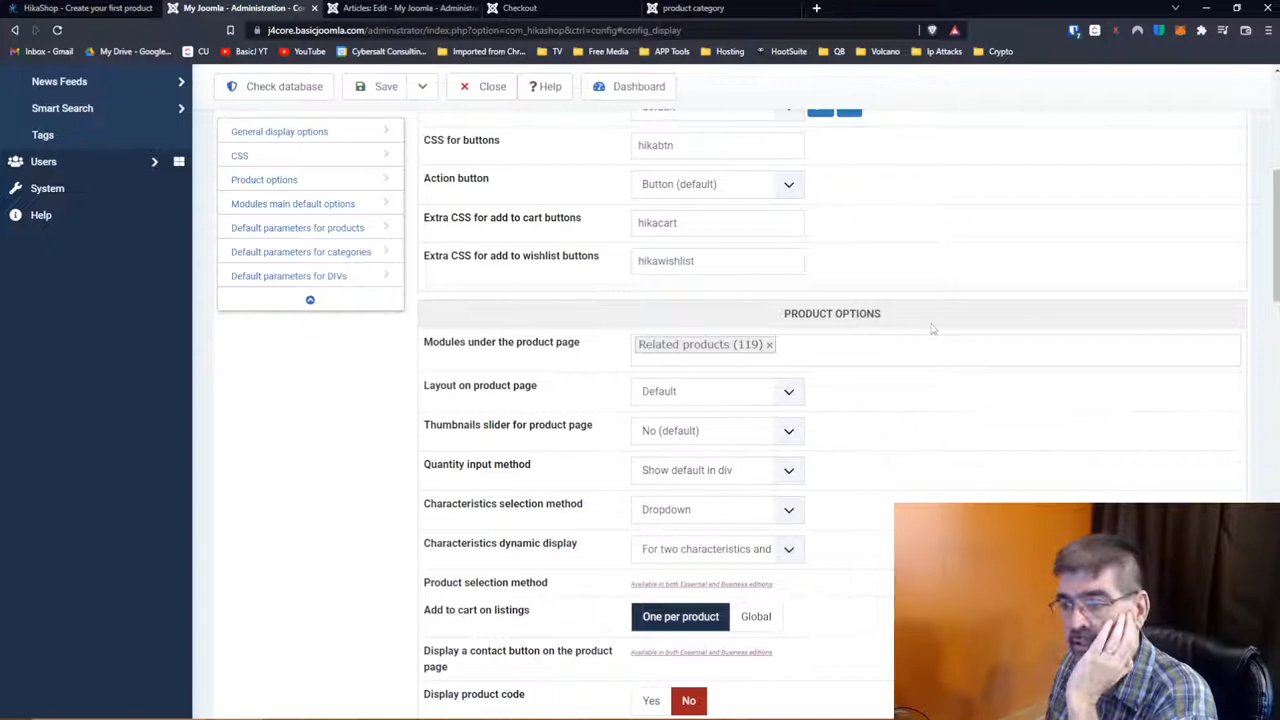 HikaShop - Create your first product
My Joomla - Administration - Co
Articles: Edit - My Joomla - Administr
Checkout
product category
j4core.basicjoomla.com/administrator/index.php?option=com_hikashop&ctrl=config#config_display
Inbox - Gmail
My Drive - Google...
CU
BasicJ YT
YouTube
Cybersalt Consultin...
Imported from Chr...
TV
Free Media
APP Tools
Hosting
HootSuite
QB
Volcano
Ip Attacks
Crypto
News Feeds
Smart Search
Tags
Users
System
Help
Check database
Save
Close
? Help
Dashboard
General display options
CSS
Product options
Modules main default options
Default parameters for products
Default parameters for categories
Default parameters for DIVs
CSS for buttons
hikabtn
Action button
Button (default)
Extra CSS for add to cart buttons
hikacart
Extra CSS for add to wishlist buttons
hikawishlist
PRODUCT OPTIONS
Modules under the product page
Related products (119) ×
Layout on product page
Default
Thumbnails slider for product page
No (default)
Quantity input method
Show default in div
Characteristics selection method
Dropdown
Characteristics dynamic display
For two characteristics and
Product selection method
Available in both Essential and Business editions
Add to cart on listings
One per product
Global
Display a contact button on the product
page
Available in both Essential and Business editions
Display product code
Yes
No